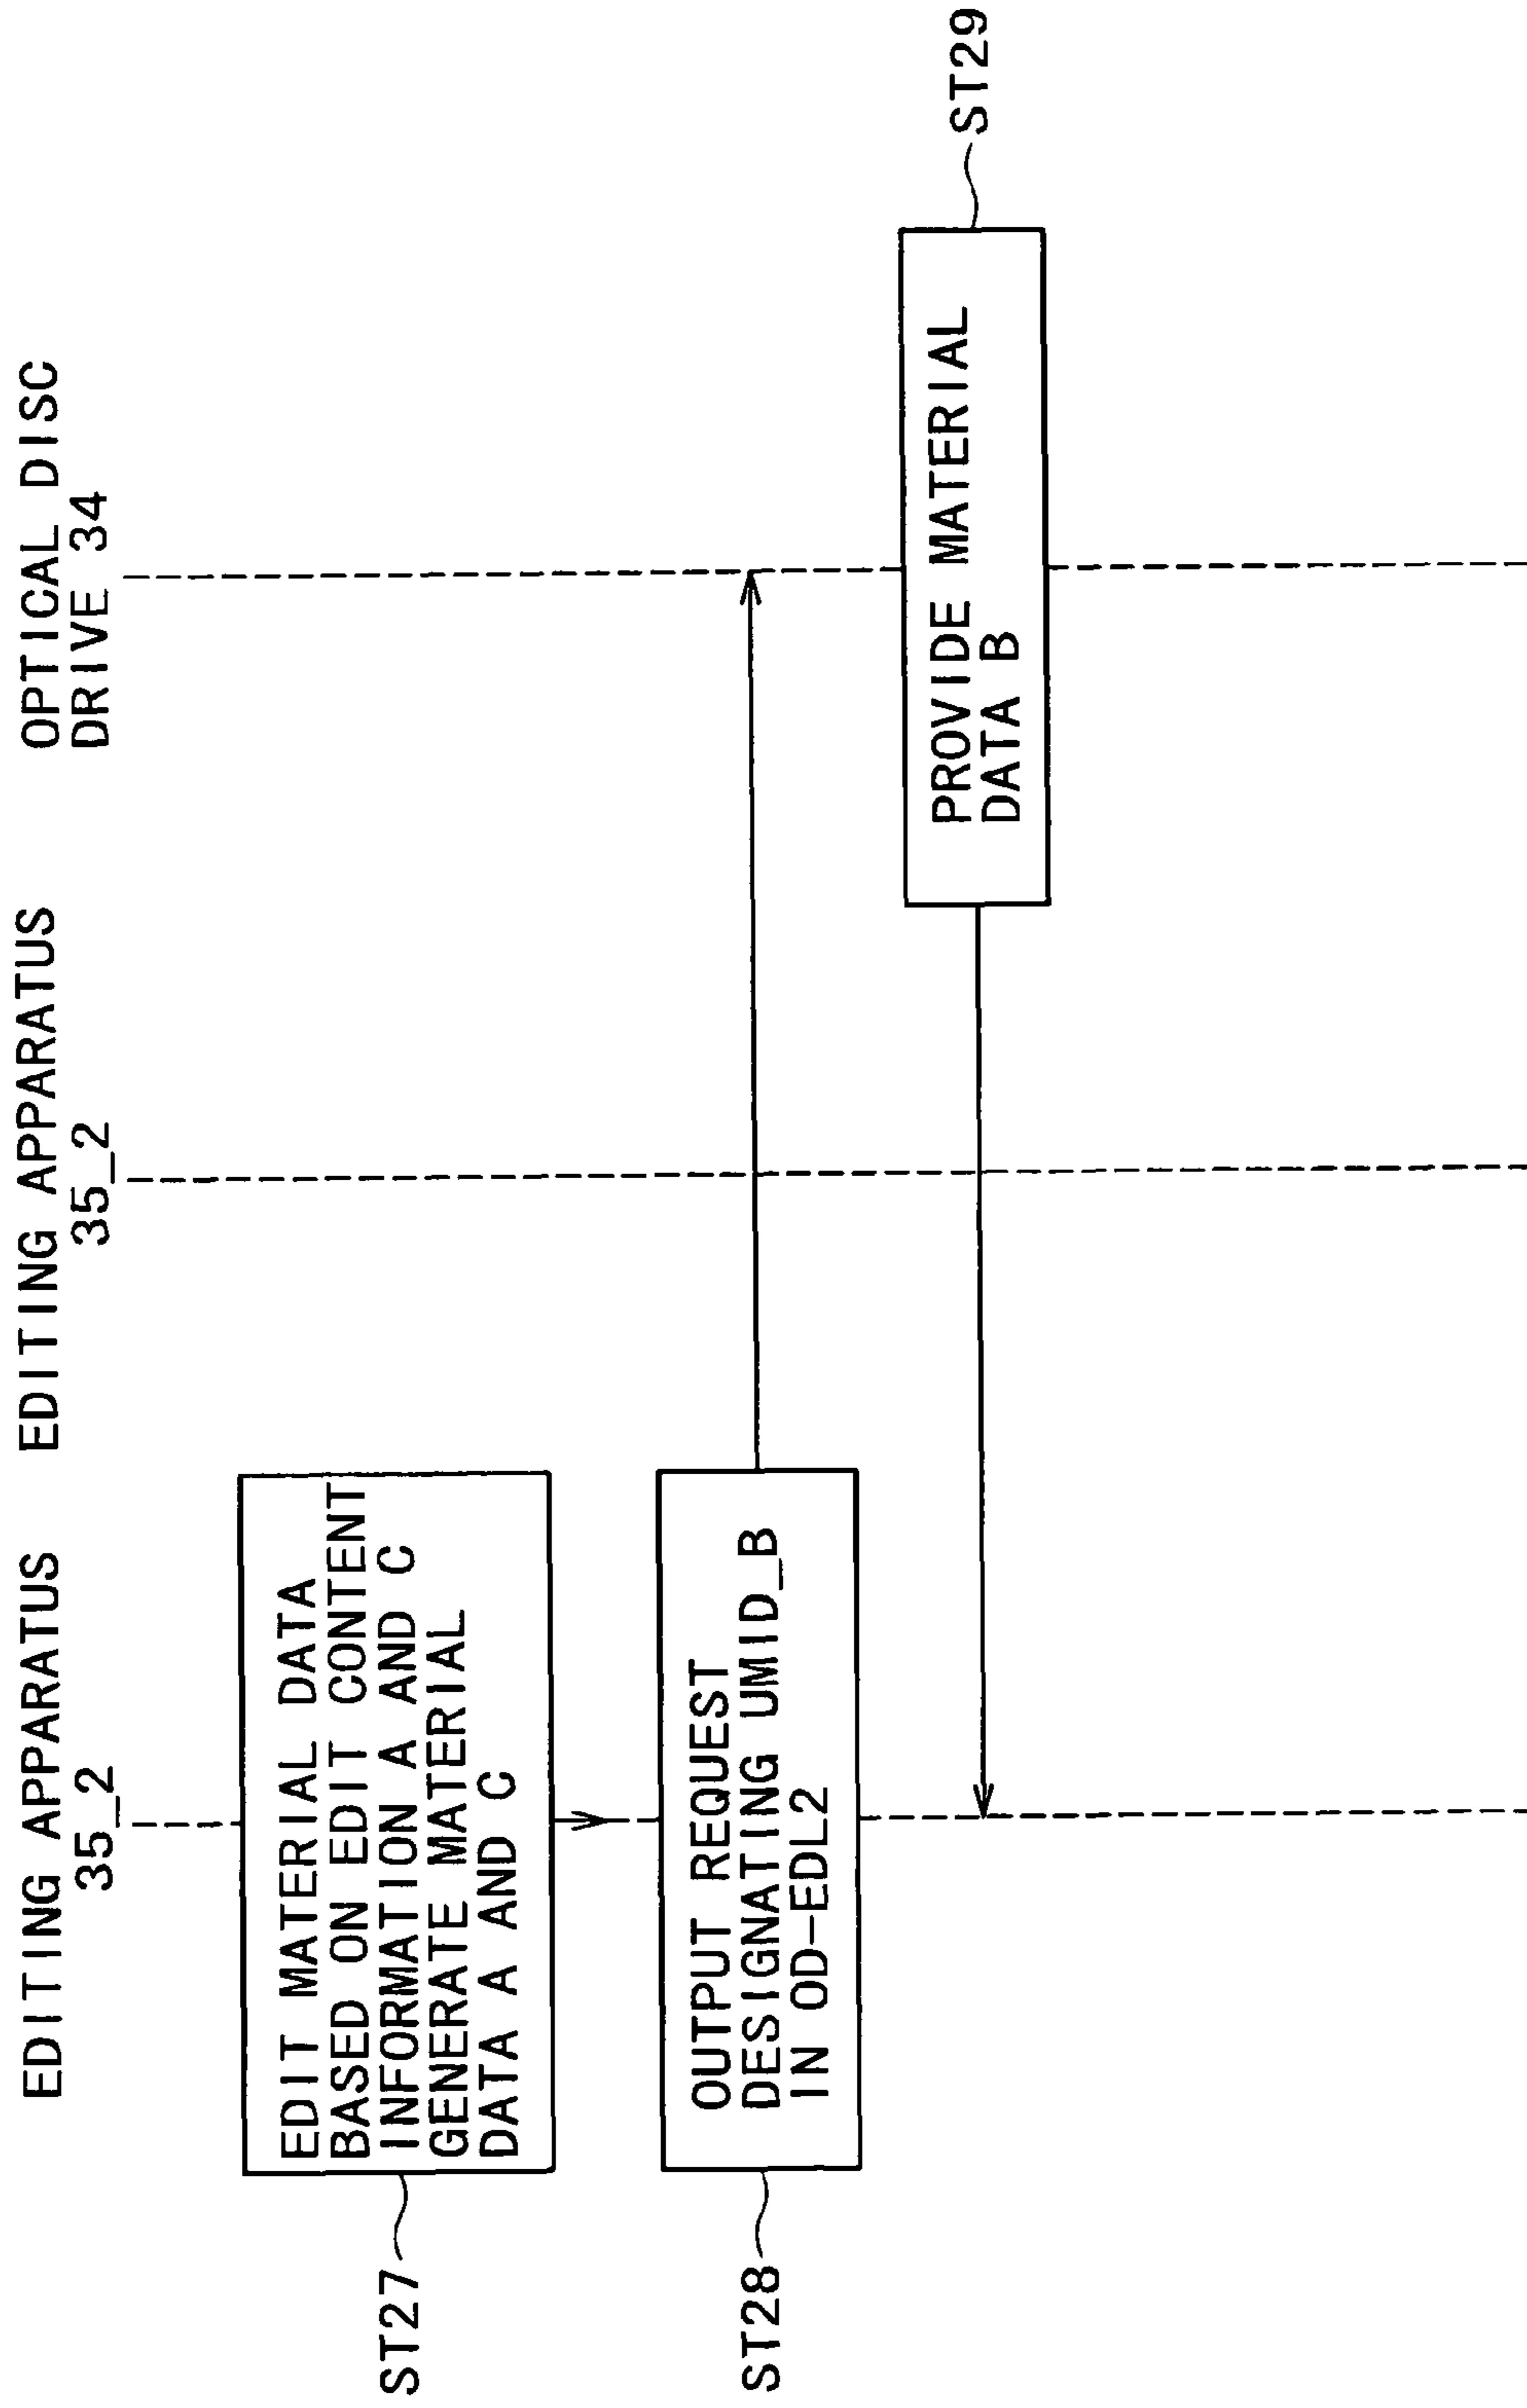 EDITING APPARATUS
35_2
EDITING APPARATUS
35_2
OPTICAL DISC
DRIVE 34
ST27
EDIT MATERIAL DATA
BASED ON EDIT CONTENT
INFORMATION A AND C
GENERATE MATERIAL
DATA A AND C
ST28
OUTPUT REQUEST
DESIGNATING UMID_B
IN OD-EDL2
PROVIDE MATERIAL
DATA B
ST29